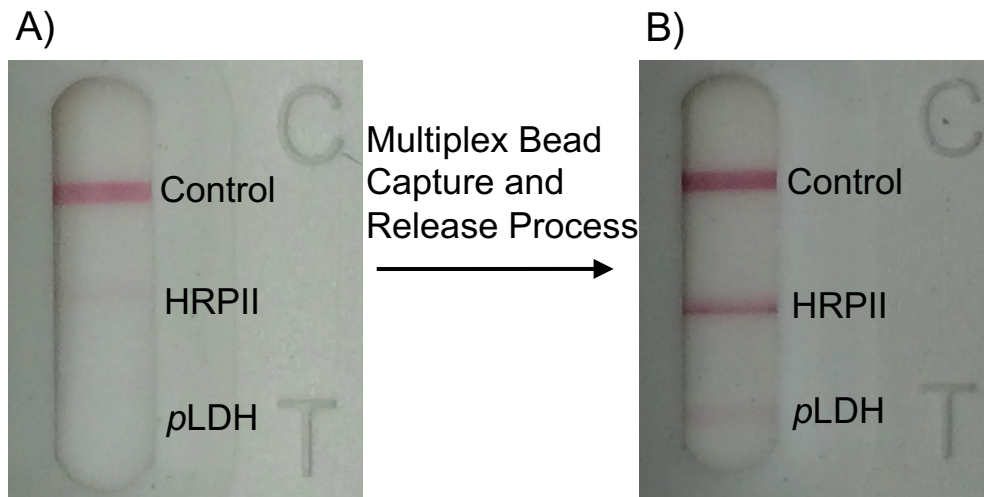 A)
C
Control
HRPII
pLDH
T
Multiplex Bead
Capture and
Release Process
B)
C
Control
HRPII
pLDH
T